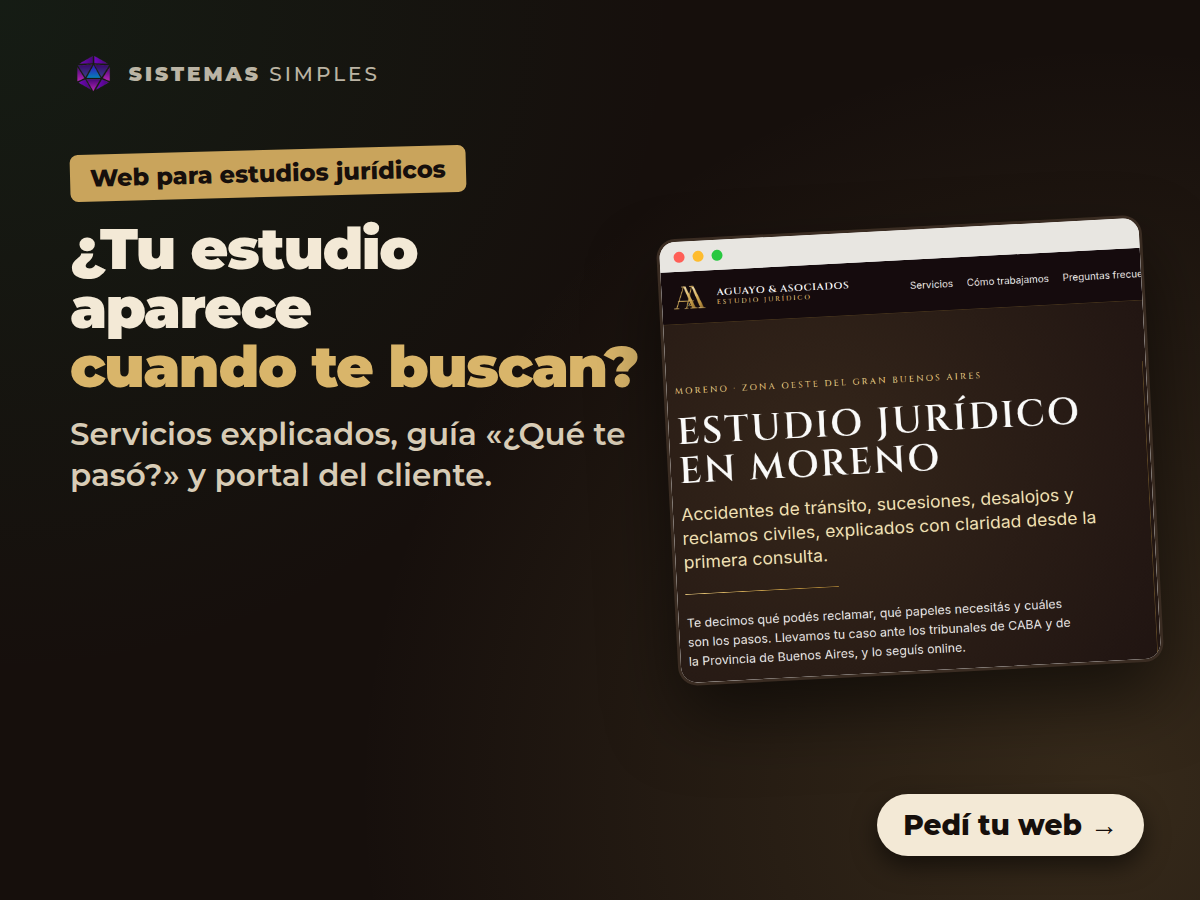 SISTEMAS SIMPLES
Web para estudios jurídicos
¿Tu estudio
aparece
cuando te buscan?
Servicios explicados, guía «¿Qué te
pasó?» y portal del cliente.
AGUAYO & ASOCIADOS
ESTUDIO JURÍDICO
Servicios Cómo trabajamos Preguntas frecue
MORENO · ZONA OESTE DEL GRAN BUENOS AIRES
ESTUDIO JURÍDICO
EN MORENO
Accidentes de tránsito, sucesiones, desalojos y
reclamos civiles, explicados con claridad desde la
primera consulta.
Te decimos qué podés reclamar, qué papeles necesitás y cuáles
son los pasos. Llevamos tu caso ante los tribunales de CABA y de
la Provincia de Buenos Aires, y lo seguís online.
Pedí tu web →